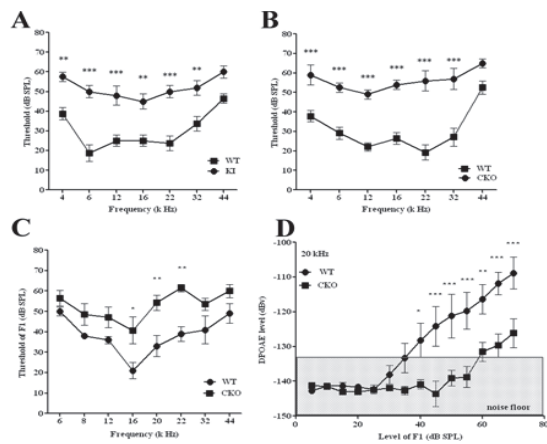 A
** *** *** ** *** **
80
70
60
50
40
30
20
10
0
Threshold (dB SPL)
WT
KI
4 6 12 16 22 32 44
Frequency (k Hz)
B
*** *** *** *** *** ***
80
70
60
50
40
30
20
10
0
Threshold (dB SPL)
WT
CKO
4 6 12 16 22 32 44
Frequency (k Hz)
C
* ** **
100
90
80
70
60
50
40
30
20
10
0
Threshold of F1 (dB SPL)
WT
CKO
6 8 12 16 20 22 32 44
Frequency (k Hz)
D
20 kHz
WT
CKO
* *** *** *** ** *** ***
-100
-110
-120
-130
-140
-150
DPOAE level (dBv)
noise floor
0 20 40 60 80
Level of F1 (dB SPL)